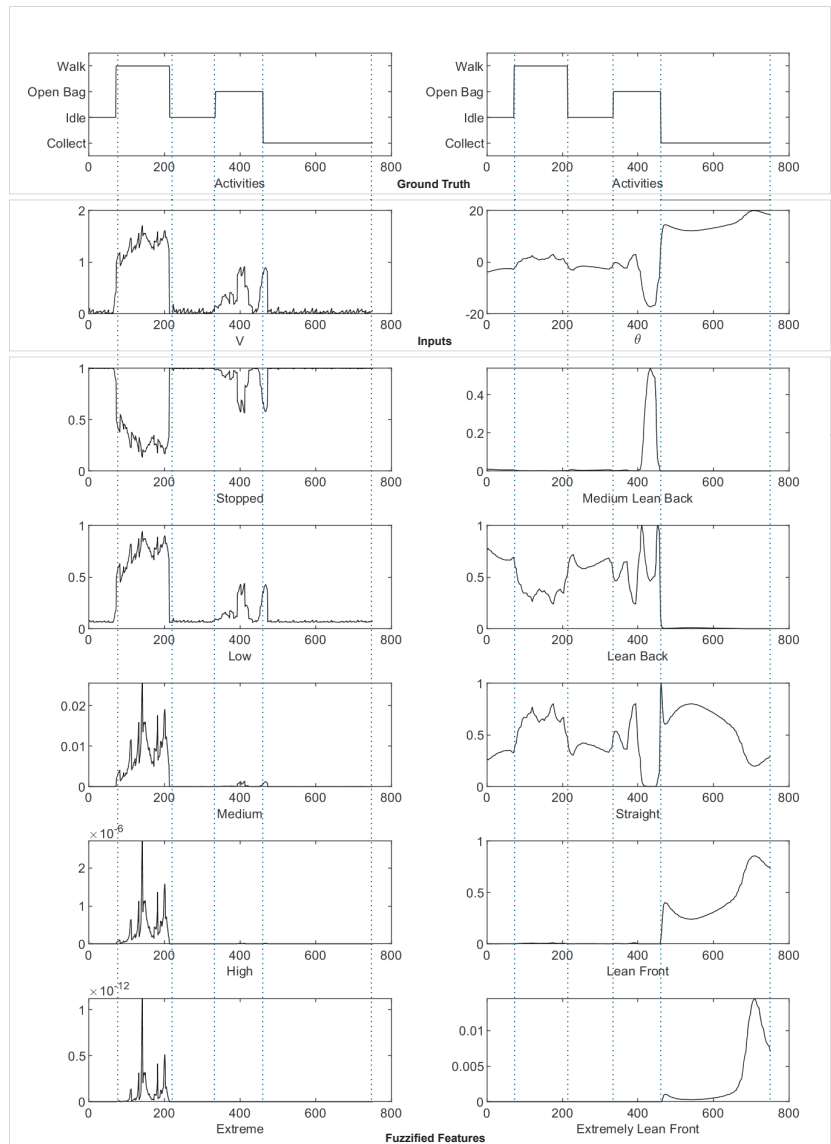 Walk Walk
Open Bag Open Bag
Idle Idle
Collect Collect
0 200 400 600 800 0 200 400 600 800
Activities Ground Truth Activities
2 20
1 0
0 -20
0 200 400 600 800 0 200 400 600 800
V Inputs θ
1
0.5
0
0 200 400 600 800
Stopped
0.4
0.2
0
0 200 400 600 800
Medium Lean Back
1
0.5
0
0 200 400 600 800
Low
1
0.5
0
0 200 400 600 800
Lean Back
0.02
0.01
0
0 200 400 600 800
Medium
1
0.5
0
0 200 400 600 800
Straight
×10-6
2
1
0
0 200 400 600 800
High
1
0.5
0
0 200 400 600 800
Lean Front
×10-12
1
0.5
0
0 200 400 600 800
Extreme
0.01
0.005
0
0 200 400 600 800
Extremely Lean Front
Fuzzified Features